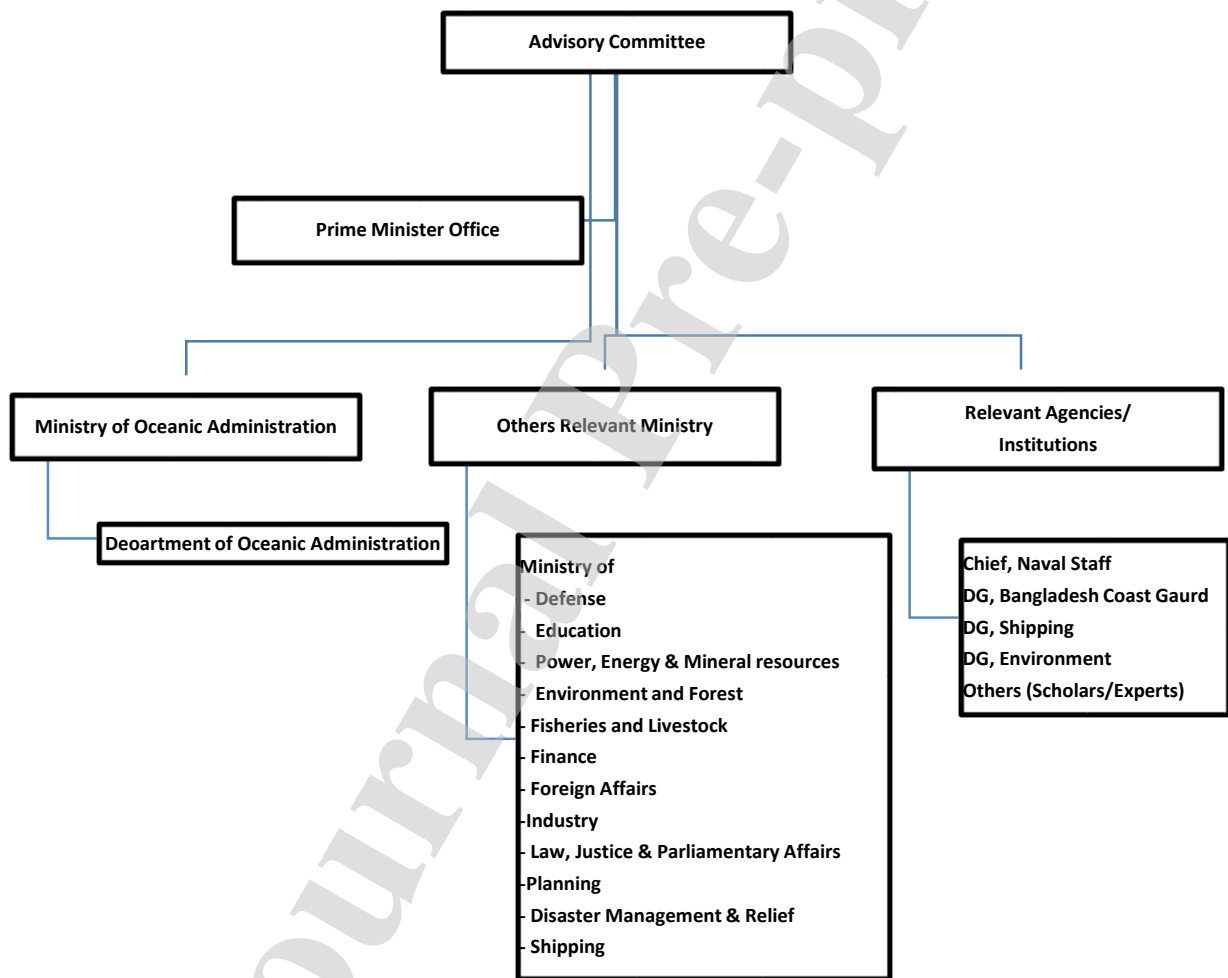 Advisory Committee
Prime Minister Office
Ministry of Oceanic Administration
Others Relevant Ministry
Relevant Agencies/
Institutions
Deoartment of Oceanic Administration
Ministry of
- Defense
- Education
- Power, Energy & Mineral resources
- Environment and Forest
- Fisheries and Livestock
- Finance
- Foreign Affairs
-Industry
- Law, Justice & Parliamentary Affairs
-Planning
- Disaster Management & Relief
- Shipping
Chief, Naval Staff
DG, Bangladesh Coast Gaurd
DG, Shipping
DG, Environment
Others (Scholars/Experts)